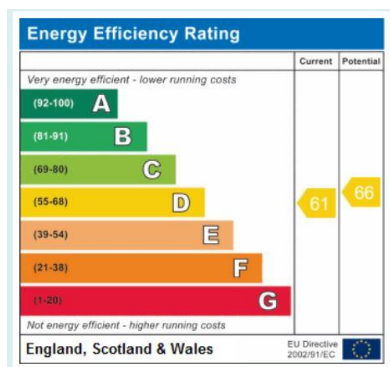 Energy Efficiency Rating
Current Potential
Very energy efficient - lower running costs
(92-100) A
(81-91) B
(69-80) C
(55-68) D 61 66
(39-54) E
(21-38) F
(1-20) G
Not energy efficient - higher running costs
England, Scotland & Wales
EU Directive
2002/91/EC